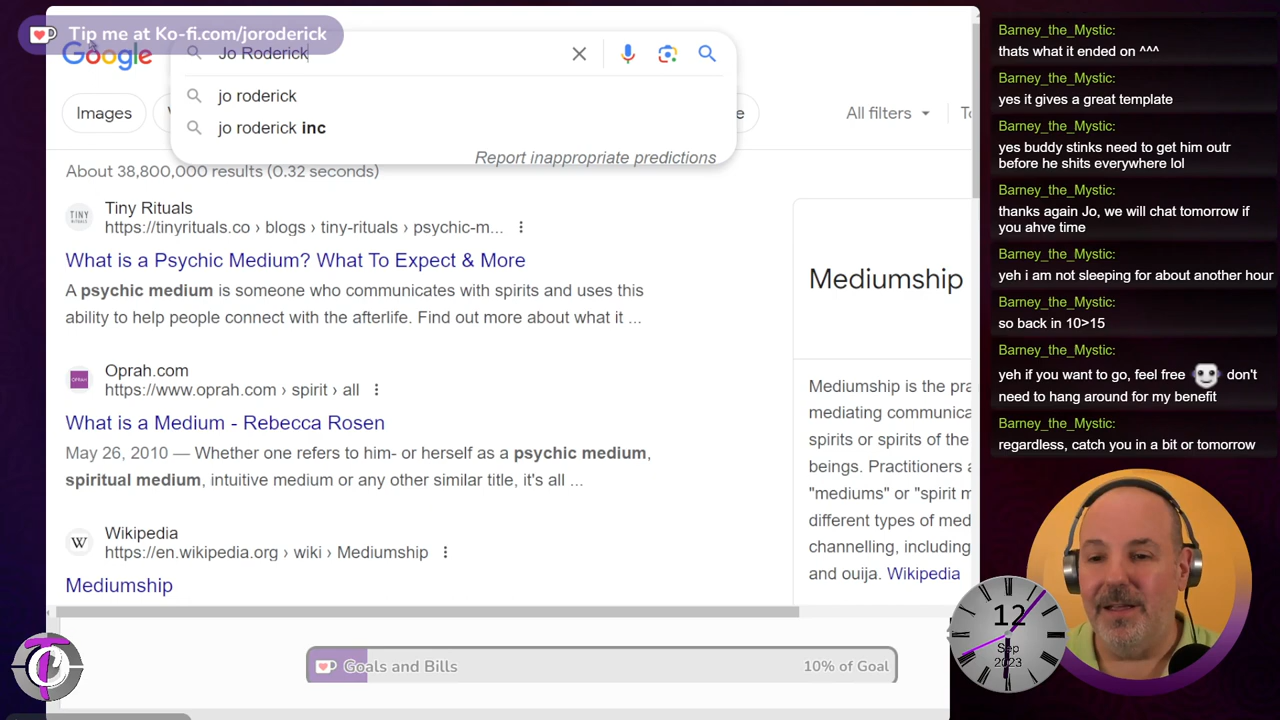 Tip me at Ko-fi.com/joroderick
Google
Jo Roderick
jo roderick
jo roderick inc
Report inappropriate predictions
Images
All filters
About 38,800,000 results (0.32 seconds)
TINY
RITUALS
Tiny Rituals
https://tinyrituals.co › blogs › tiny-rituals › psychic-m...
What is a Psychic Medium? What To Expect & More
A psychic medium is someone who communicates with spirits and uses this
ability to help people connect with the afterlife. Find out more about what it ...
Oprah.com
https://www.oprah.com › spirit › all
What is a Medium - Rebecca Rosen
May 26, 2010 — Whether one refers to him- or herself as a psychic medium,
spiritual medium, intuitive medium or any other similar title, it's all ...
W
Wikipedia
https://en.wikipedia.org › wiki › Mediumship
Mediumship
Mediumship
Mediumship is the pra
mediating communica
spirits or spirits of the
beings. Practitioners a
"mediums" or "spirit m
different types of med
channelling, including
and ouija. Wikipedia
Goals and Bills
10% of Goal
Barney_the_Mystic:
thats what it ended on ^^^
Barney_the_Mystic:
yes it gives a great template
Barney_the_Mystic:
yes buddy stinks need to get him outr
before he shits everywhere lol
Barney_the_Mystic:
thanks again Jo, we will chat tomorrow if
you ahve time
Barney_the_Mystic:
yeh i am not sleeping for about another hour
Barney_the_Mystic:
so back in 10>15
Barney_the_Mystic:
yeh if you want to go, feel free don't
need to hang around for my benefit
Barney_the_Mystic:
regardless, catch you in a bit or tomorrow
12
Sep
2023